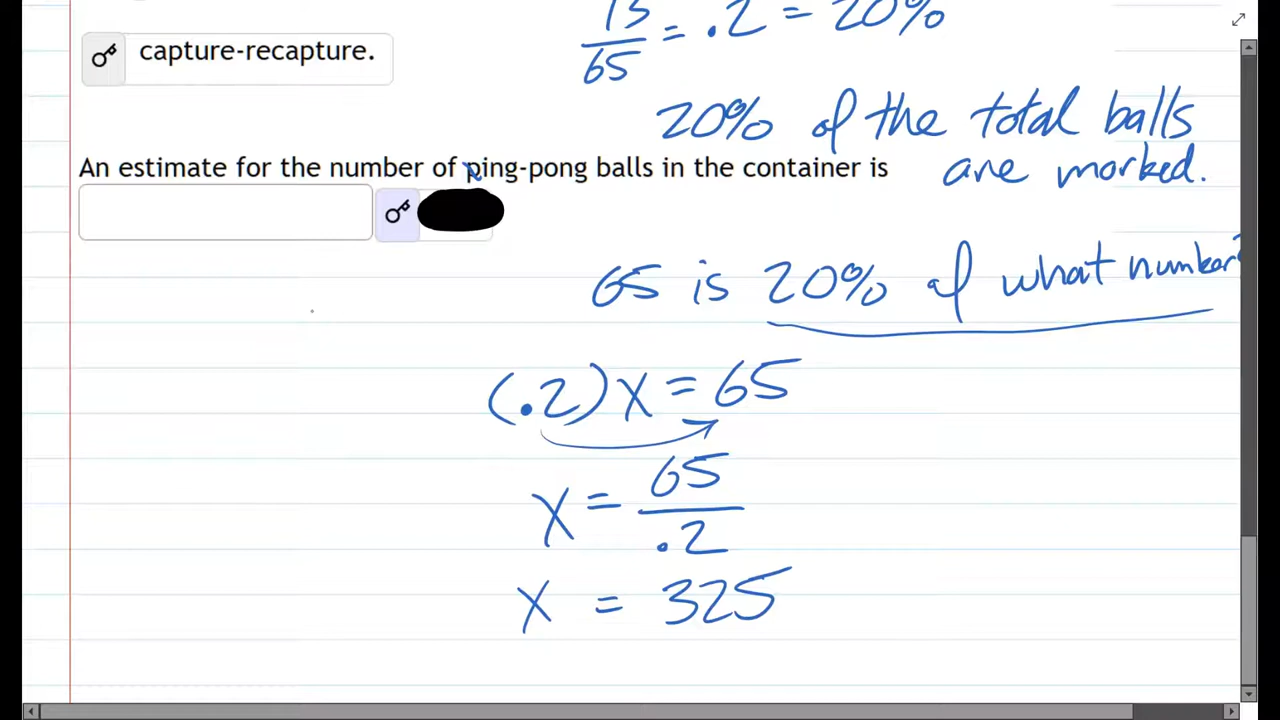 13/65 = .2 = 20%
capture-recapture.
20% of the total balls
are marked.
An estimate for the number of ping-pong balls in the container is
65 is 20% of what number?
(.2)x = 65
x = 65/.2
x = 325